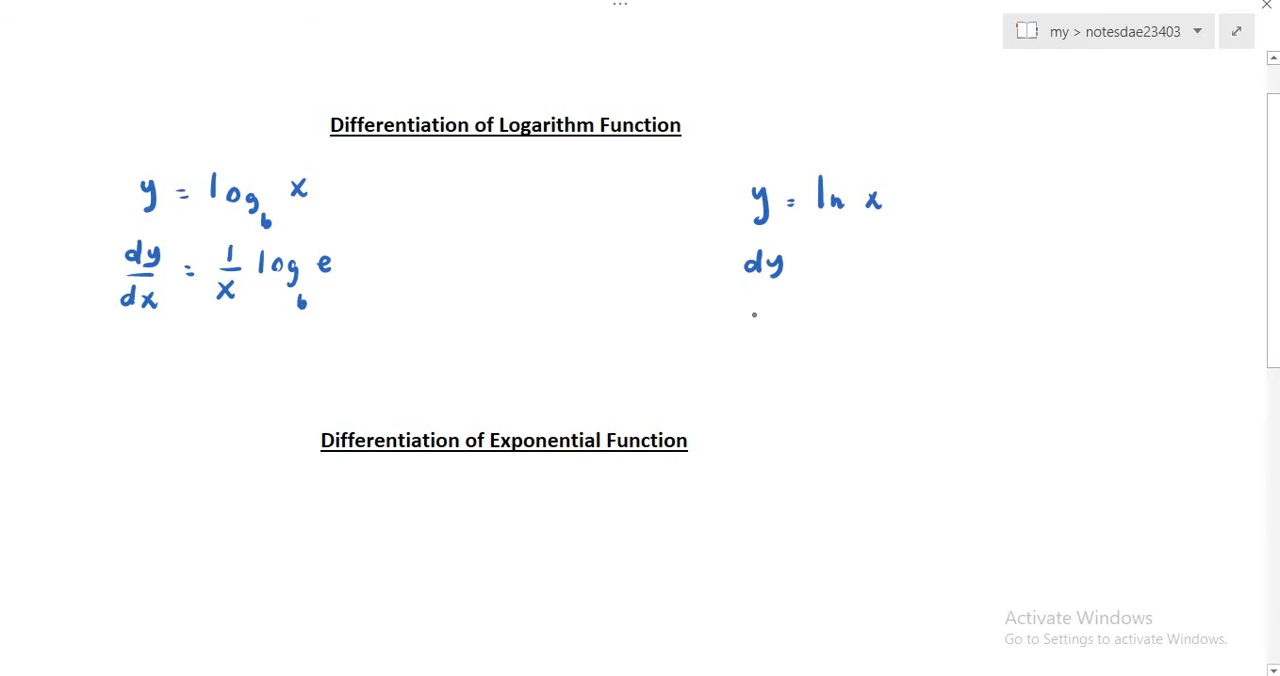 ...
my > notesdae23403
Differentiation of Logarithm Function
y = log_b x
dy/dx = 1/x log_b e
y = ln x
dy
Differentiation of Exponential Function
Activate Windows
Go to Settings to activate Windows.